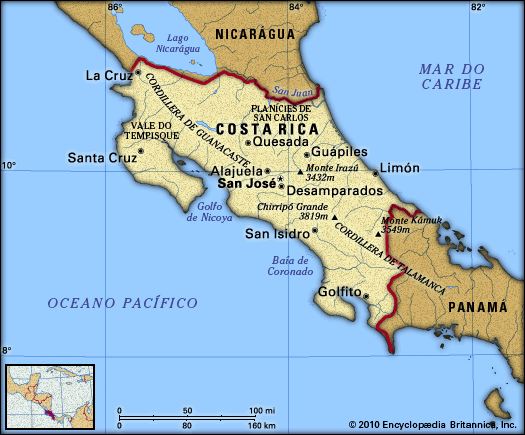 86°
84°
82°
NICARÁGUA
Lago
Nicarágua
MAR DO
CARIBE
La Cruz
San Juan
CORDILLERA DE GUANACASTE
PLANÍCIES DE
SAN CARLOS
VALE DO
TEMPISQUE
COSTA RICA
Quesada
Santa Cruz
Guápiles
10°
Alajuela
Monte Irazú
3432m
Limón
San José
Desamparados
Golfo
de Nicoya
Chirripó Grande
3819m
Monte Kámuk
3549m
San Isidro
CORDILLERA DE TALAMANCA
Baía de
Coronado
Golfito
OCEANO PACÍFICO
PANAMÁ
8°
0 50 100 mi
0 80 160 km
© 2010 Encyclopædia Britannica, Inc.